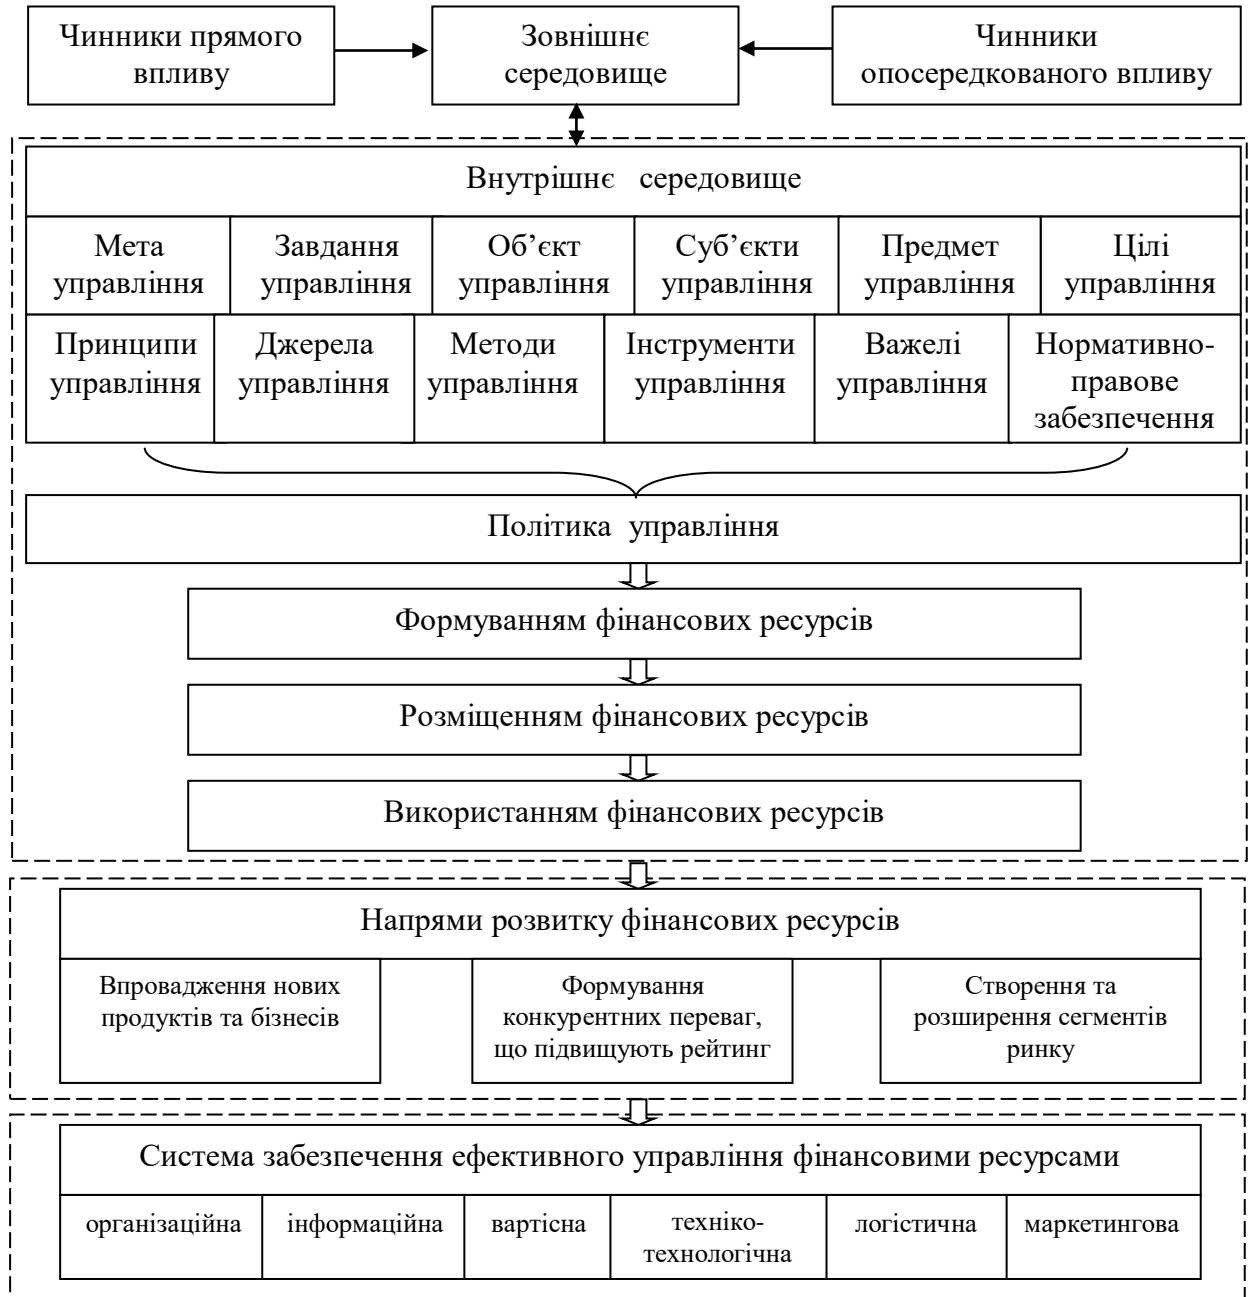 Чинники прямого
впливу
Зовнішнє
середовище
Чинники
опосередкованого впливу
Внутрішнє середовище
Мета
управління
Завдання
управління
Об’єкт
управління
Суб’єкти
управління
Предмет
управління
Цілі
управління
Принципи
управління
Джерела
управління
Методи
управління
Інструменти
управління
Важелі
управління
Нормативно-
правове
забезпечення
Політика управління
Формуванням фінансових ресурсів
Розміщенням фінансових ресурсів
Використанням фінансових ресурсів
Напрями розвитку фінансових ресурсів
Впровадження нових
продуктів та бізнесів
Формування
конкурентних переваг,
що підвищують рейтинг
Створення та
розширення сегментів
ринку
Система забезпечення ефективного управління фінансовими ресурсами
організаційна
інформаційна
вартісна
техніко-
технологічна
логістична
маркетингова